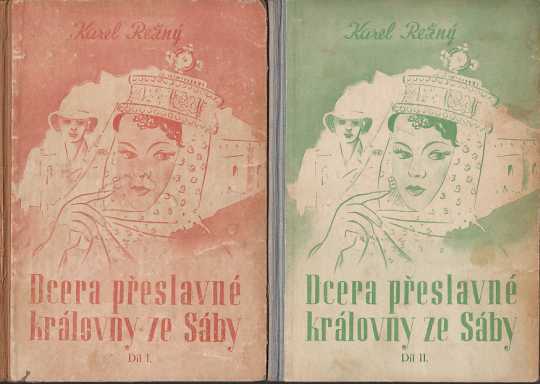 Karel Režný
Dcera přeslavné
královny ze Sáby
Díl I.
Karel Režný
Dcera přeslavné
královny ze Sáby
Díl II.